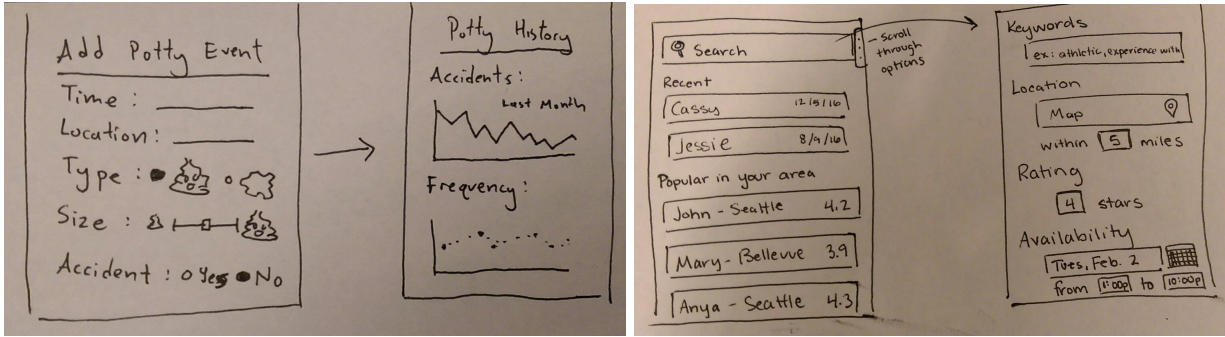 Add Potty Event
Time:
Location:
Type:
Size:
Accident: Yes No
Potty History
Accidents:
Last Month
Frequency:
Search
scroll
through
options
Recent
Cassy 12/5/16
Jessie 8/9/16
Popular in your area
John - Seattle 4.2
Mary - Bellevue 3.9
Anya - Seattle 4.3
Keywords
ex: athletic, experience with
Location
Map
within 5 miles
Rating
4 stars
Availability
Tues, Feb. 2
from 1:00p to 10:00p